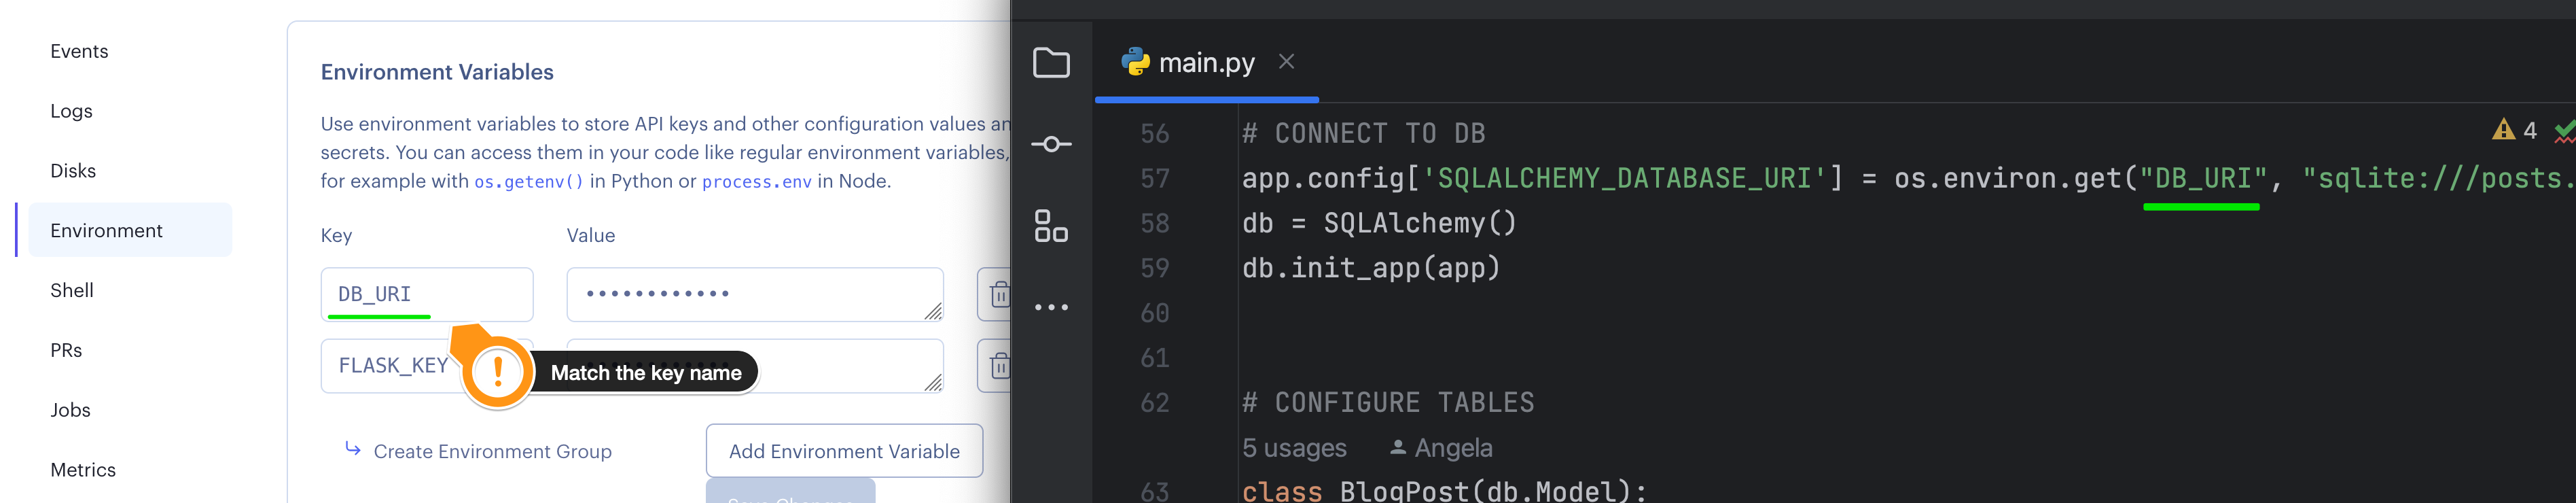 Events
Logs
Disks
Environment
Shell
PRs
Jobs
Metrics
Environment Variables
Use environment variables to store API keys and other configuration values an
secrets. You can access them in your code like regular environment variables,
for example with os.getenv() in Python or process.env in Node.
Key Value
DB_URI ••••••••••••
FLASK_KEY
! Match the key name
Create Environment Group Add Environment Variable
main.py
4
56 # CONNECT TO DB
57 app.config['SQLALCHEMY_DATABASE_URI'] = os.environ.get("DB_URI", "sqlite:///posts.
58 db = SQLAlchemy()
59 db.init_app(app)
60
61
62 # CONFIGURE TABLES
5 usages Angela
63 class BlogPost(db.Model):